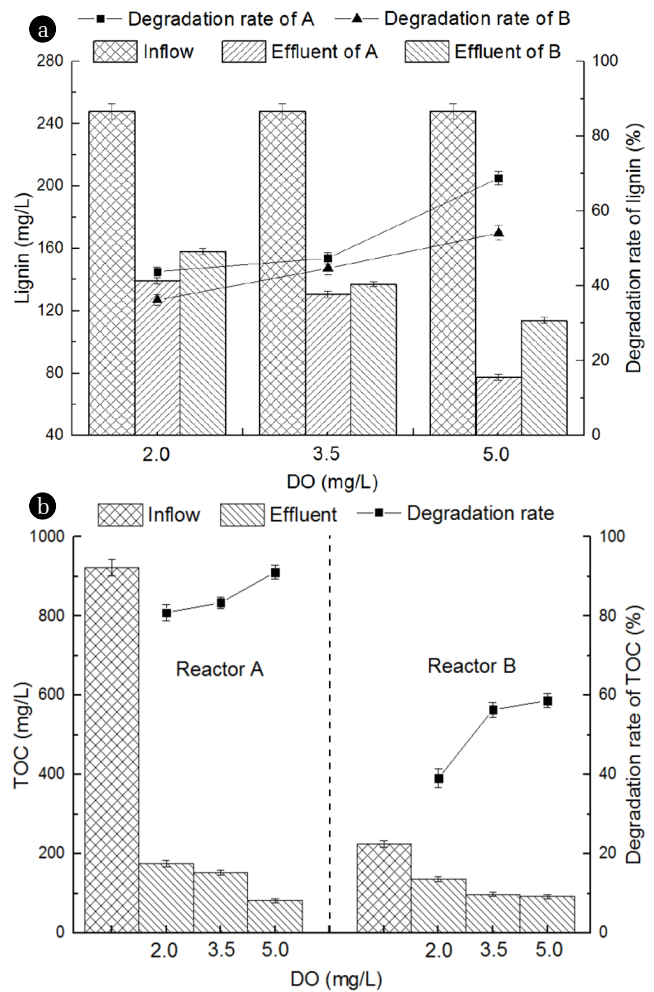 a
Degradation rate of A Degradation rate of B
Inflow Effluent of A Effluent of B
280
240
200
160
120
80
40
Lignin (mg/L)
100
80
60
40
20
0
Degradation rate of lignin (%)
2.0 3.5 5.0
DO (mg/L)
b
Inflow Effluent Degradation rate
1000
800
600
400
200
0
TOC (mg/L)
Reactor A Reactor B
100
80
60
40
20
0
Degradation rate of TOC (%)
2.0 3.5 5.0 2.0 3.5 5.0
DO (mg/L)